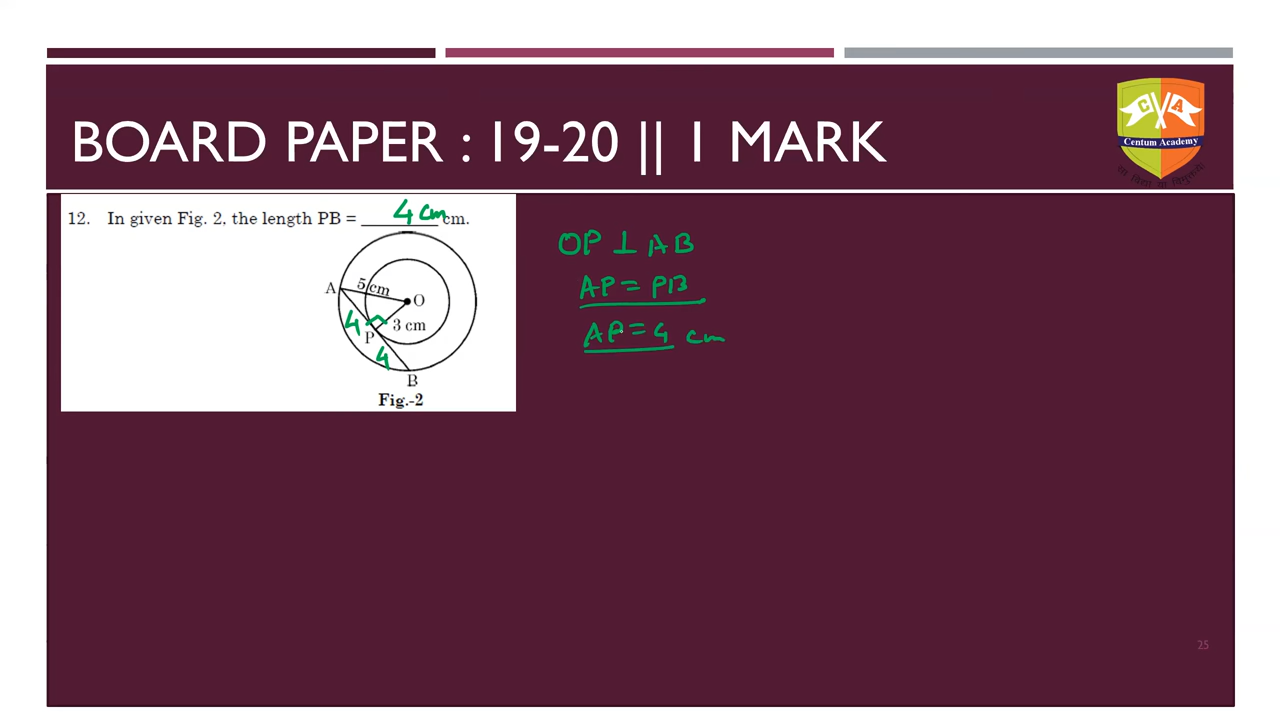 BOARD PAPER : 19-20 || 1 MARK
C A
Centum Academy
12. In given Fig. 2, the length PB = 4 cm cm.
A
5 cm
O
4
3 cm
P
4
B
Fig.-2
OP ⊥ AB
AP = PB
AP = 4 cm
25